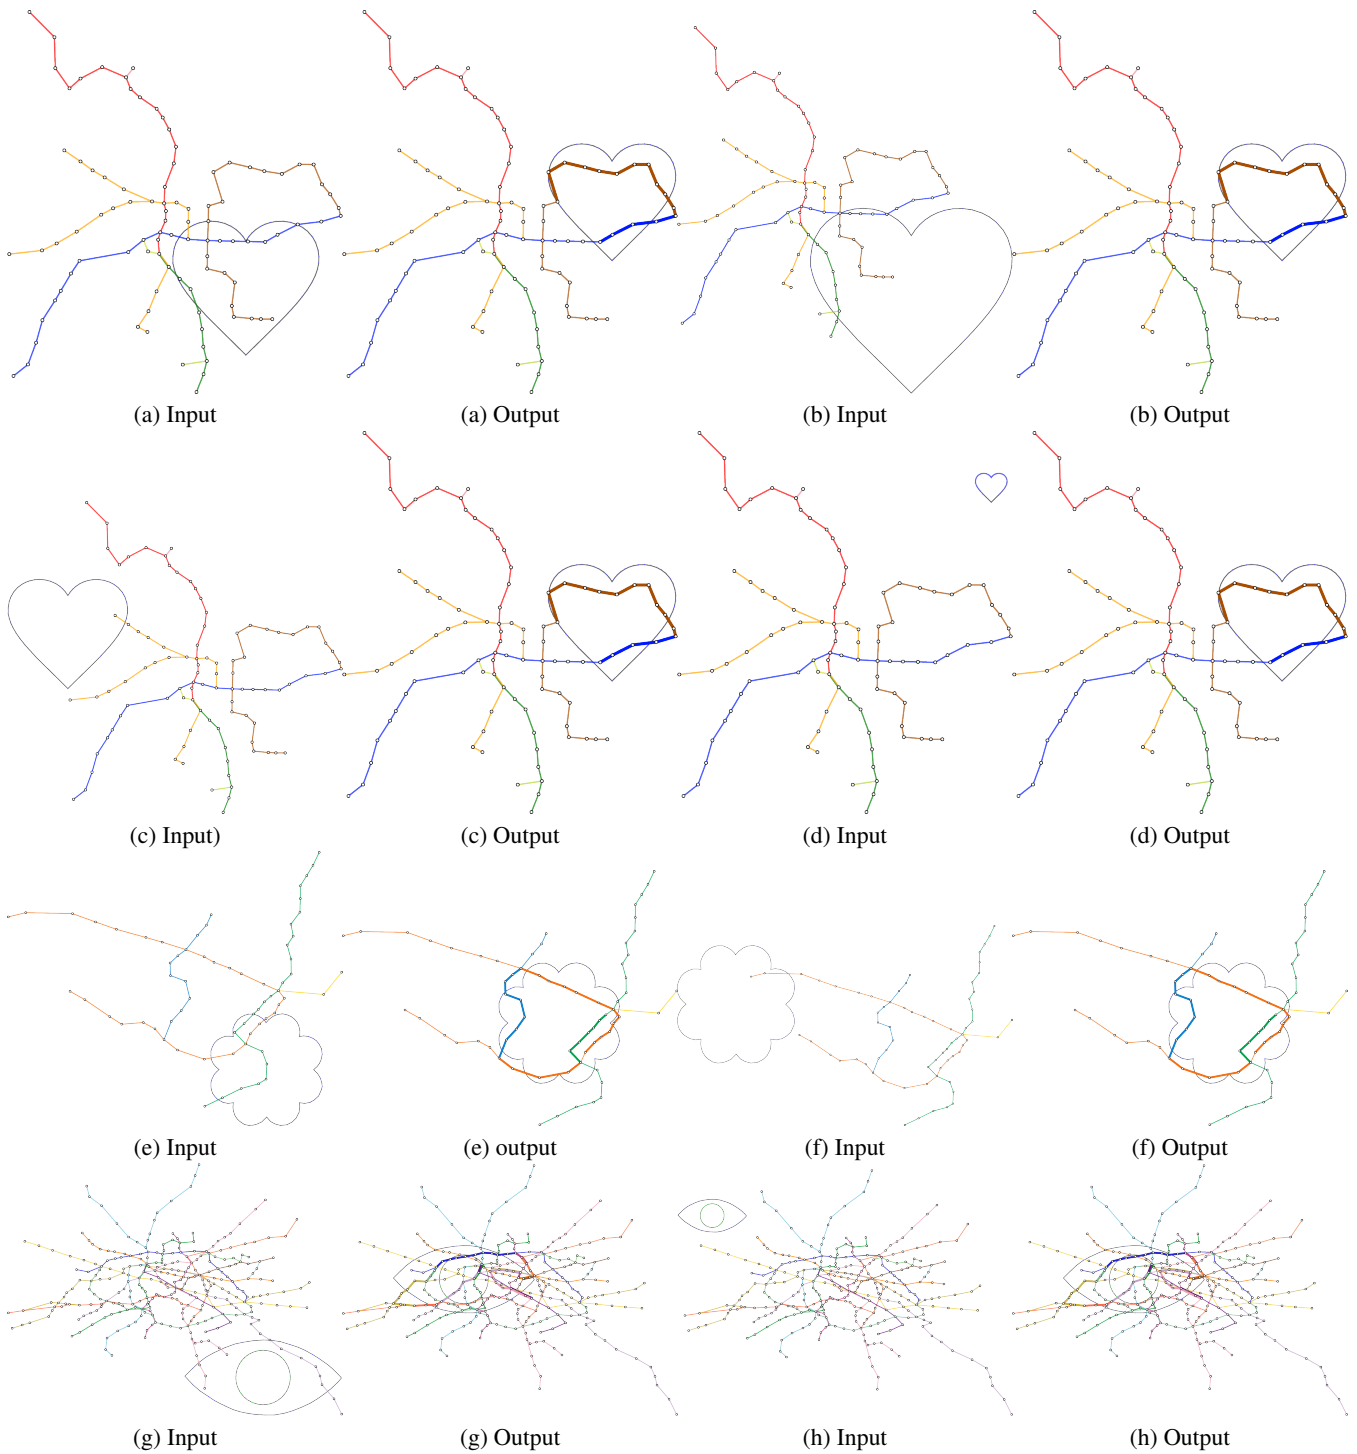 (a) Input
(a) Output
(b) Input
(b) Output
(c) Input)
(c) Output
(d) Input
(d) Output
(e) Input
(e) output
(f) Input
(f) Output
(g) Input
(g) Output
(h) Input
(h) Output